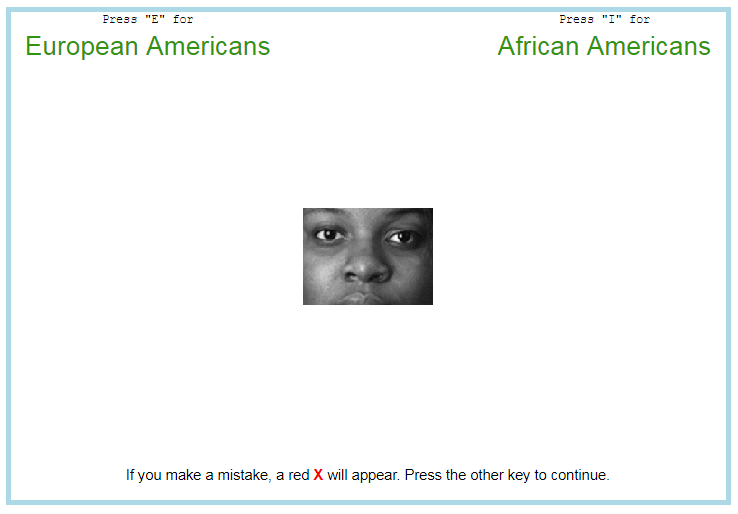 Press "E" for
Press "I" for
European Americans
African Americans
If you make a mistake, a red X will appear. Press the other key to continue.